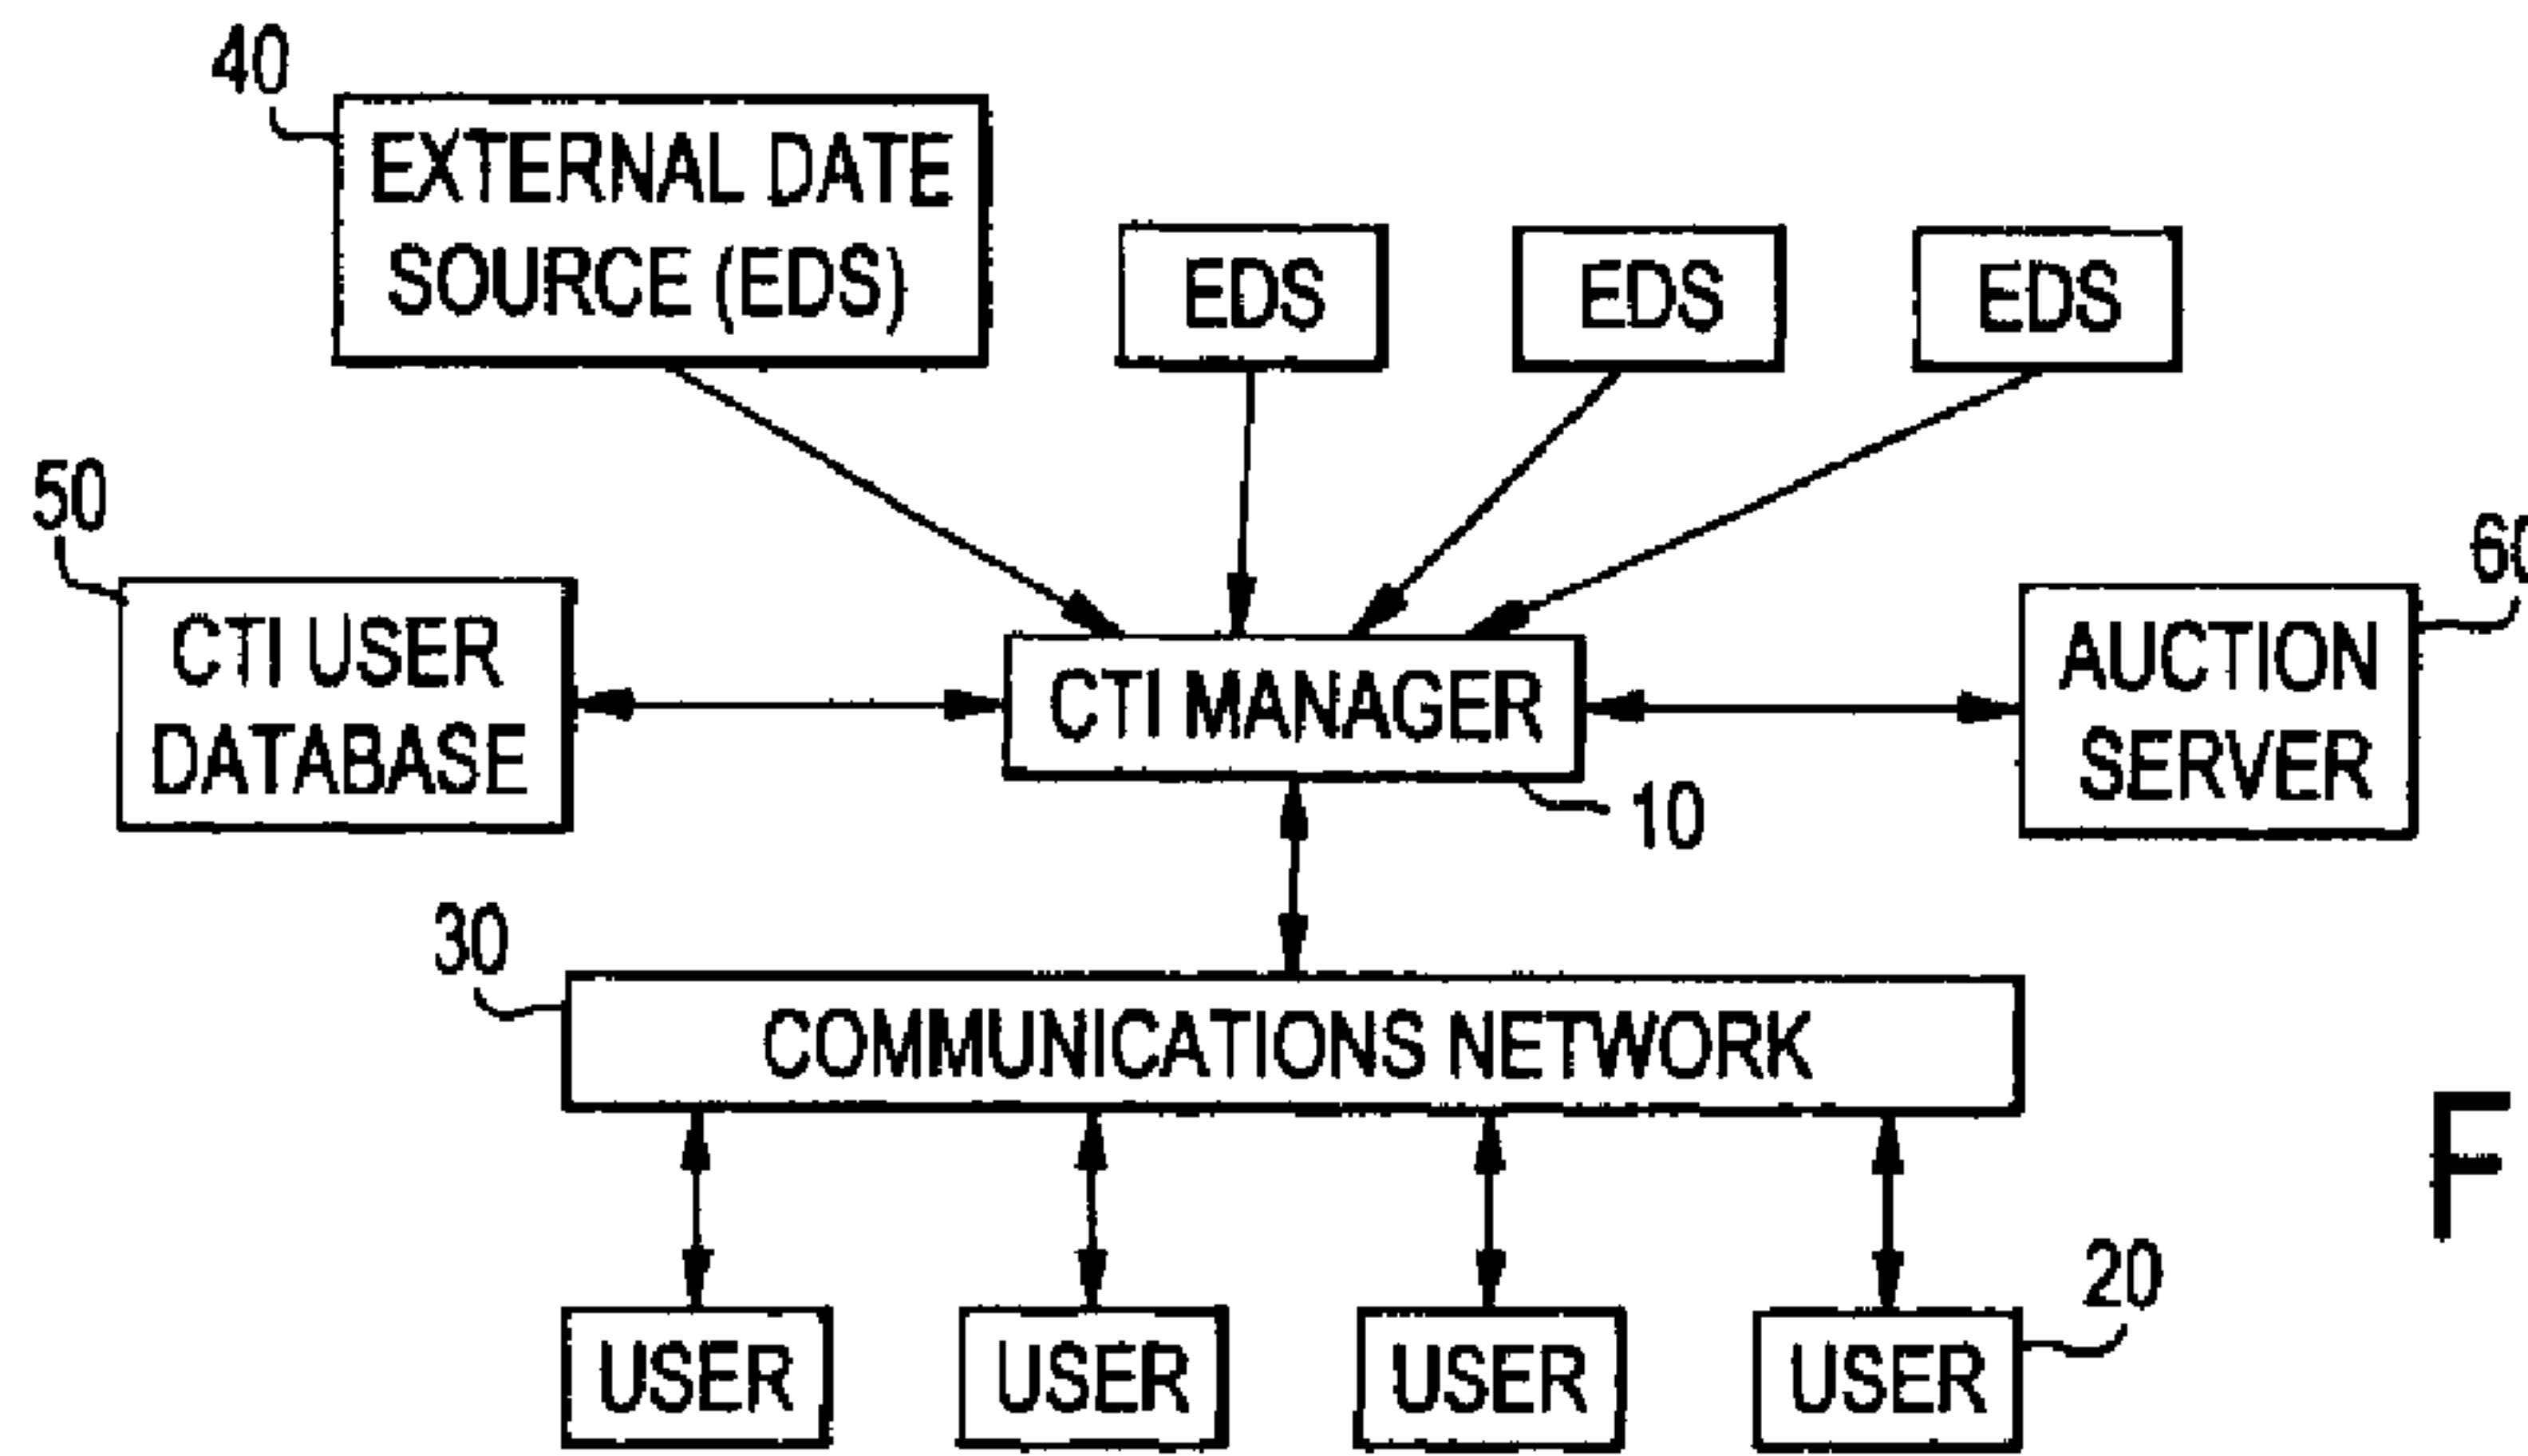 40
EXTERNAL DATE
SOURCE (EDS)
EDS
EDS
EDS
50
60
CTI USER
DATABASE
CTI MANAGER
AUCTION
SERVER
10
30
COMMUNICATIONS NETWORK
F
20
USER
USER
USER
USER